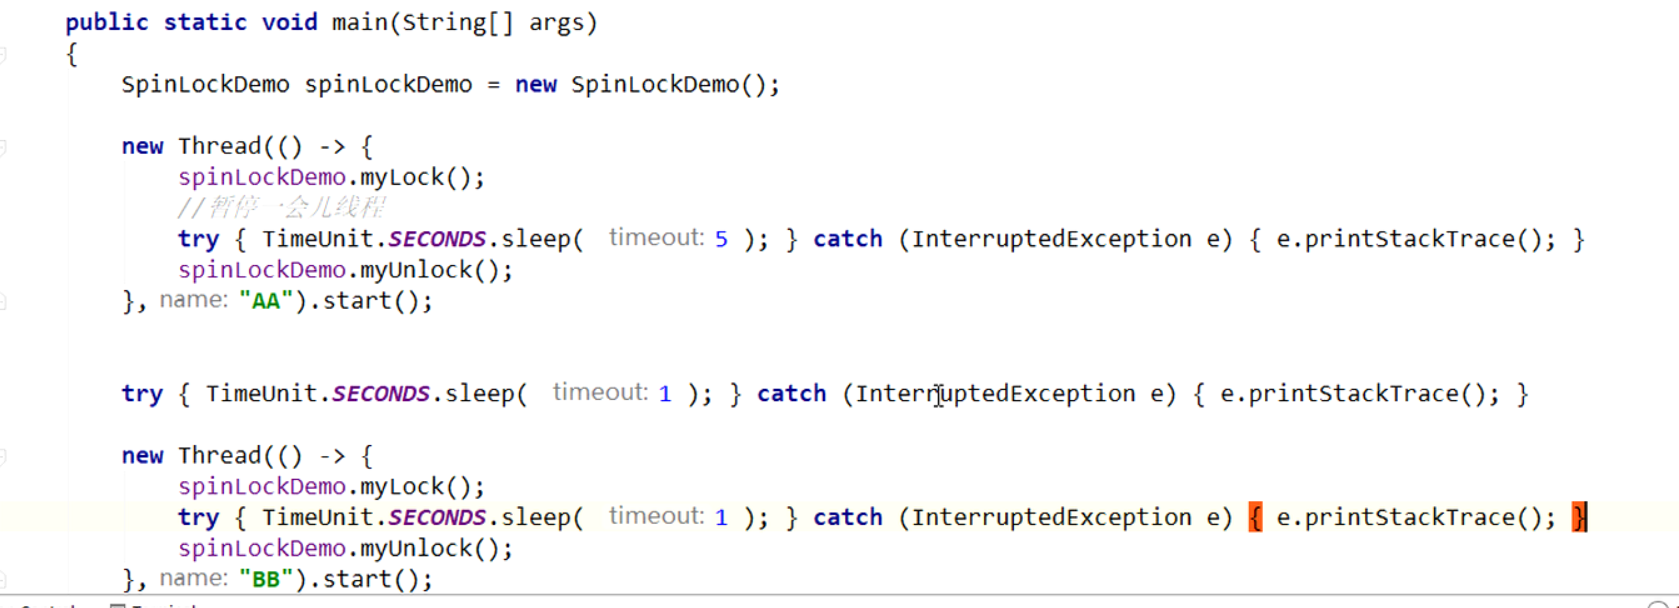 public static void main(String[] args)
{
SpinLockDemo spinLockDemo = new SpinLockDemo();
new Thread(() -> {
spinLockDemo.myLock();
//暂停一会儿线程
try { TimeUnit.SECONDS.sleep( timeout: 5 ); } catch (InterruptedException e) { e.printStackTrace(); }
spinLockDemo.myUnlock();
}, name: "AA").start();
try { TimeUnit.SECONDS.sleep( timeout: 1 ); } catch (InterruptedException e) { e.printStackTrace(); }
new Thread(() -> {
spinLockDemo.myLock();
try { TimeUnit.SECONDS.sleep( timeout: 1 ); } catch (InterruptedException e) { e.printStackTrace(); }
spinLockDemo.myUnlock();
}, name: "BB").start();